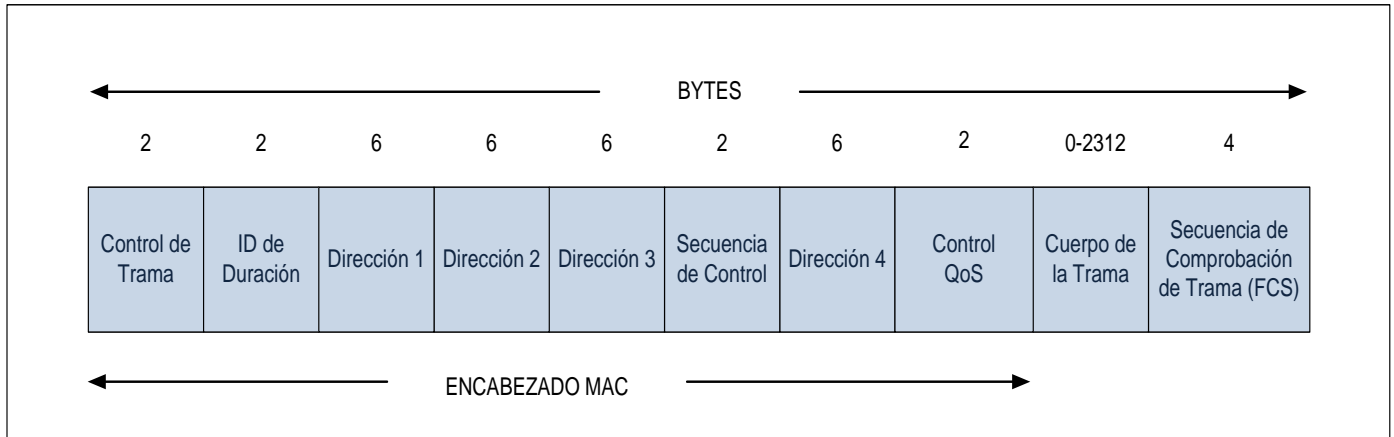 BYTES
2 2 6 6 6 2 6 2 0-2312 4
Control de
Trama
ID de
Duración
Dirección 1
Dirección 2
Dirección 3
Secuencia
de Control
Dirección 4
Control
QoS
Cuerpo de
la Trama
Secuencia de
Comprobación
de Trama (FCS)
ENCABEZADO MAC